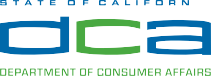 STATE OF CALIFORN
dca
DEPARTMENT OF CONSUMER AFFAIRS